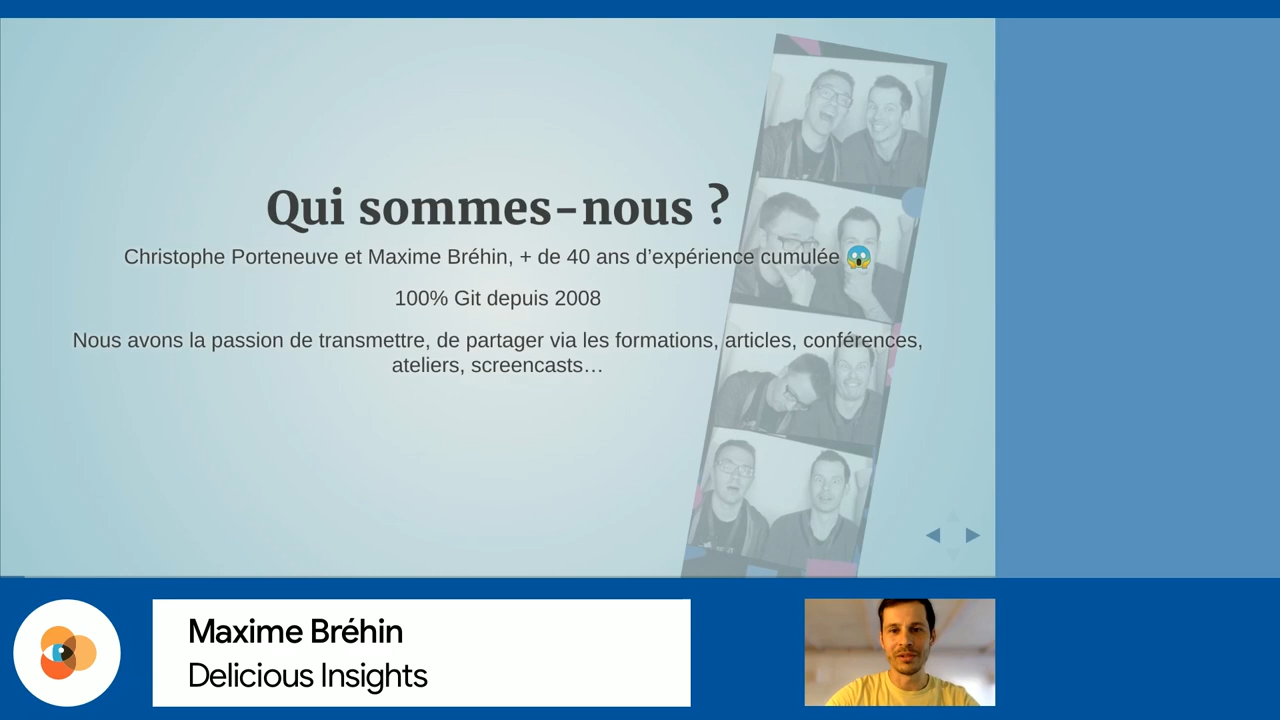 Qui sommes-nous ?
Christophe Porteneuve et Maxime Bréhin, + de 40 ans d’expérience cumulée 😱
100% Git depuis 2008
Nous avons la passion de transmettre, de partager via les formations, articles, conférences,
ateliers, screencasts…
Maxime Bréhin
Delicious Insights